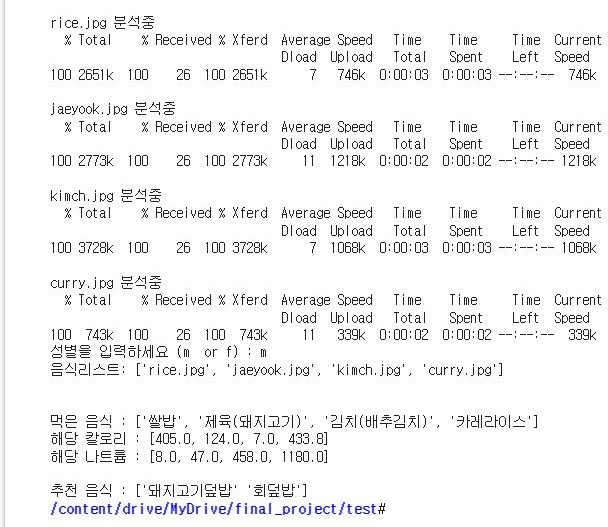 rice.jpg 분석중
% Total % Received % Xferd Average Speed Time Time Time Current
Dload Upload Total Spent Left Speed
100 2651k 100 26 100 2651k 7 746k 0:00:03 0:00:03 --:--:-- 746k
jaeyook.jpg 분석중
% Total % Received % Xferd Average Speed Time Time Time Current
Dload Upload Total Spent Left Speed
100 2773k 100 26 100 2773k 11 1218k 0:00:02 0:00:02 --:--:-- 1218k
kimch.jpg 분석중
% Total % Received % Xferd Average Speed Time Time Time Current
Dload Upload Total Spent Left Speed
100 3728k 100 26 100 3728k 7 1068k 0:00:03 0:00:03 --:--:-- 1068k
curry.jpg 분석중
% Total % Received % Xferd Average Speed Time Time Time Current
Dload Upload Total Spent Left Speed
100 743k 100 26 100 743k 11 339k 0:00:02 0:00:02 --:--:-- 339k
성별을 입력하세요 (m or f) : m
음식리스트: ['rice.jpg', 'jaeyook.jpg', 'kimch.jpg', 'curry.jpg']
먹은 음식 : ['쌀밥', '제육(돼지고기)', '김치(배추김치)', '카레라이스']
해당 칼로리 : [405.0, 124.0, 7.0, 433.8]
해당 나트륨 : [8.0, 47.0, 458.0, 1180.0]
추천 음식 : ['돼지고기덮밥' '회덮밥']
/content/drive/MyDrive/final_project/test#